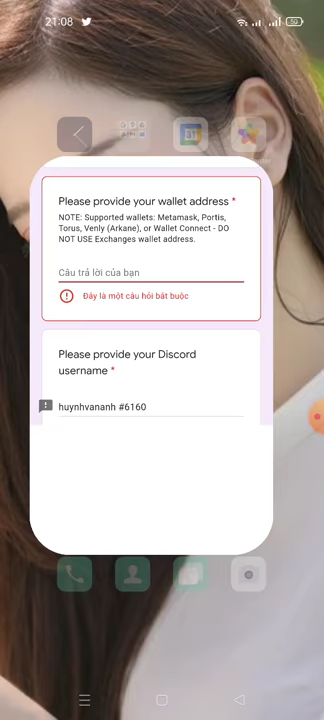 21:08
59
31
Please provide your wallet address *
NOTE: Supported wallets: Metamask, Portis,
Torus, Venly (Arkane), or Wallet Connect - DO
NOT USE Exchanges wallet address.
Câu trả lời của bạn
Đây là một câu hỏi bắt buộc
Please provide your Discord
username *
huynhvananh #6160